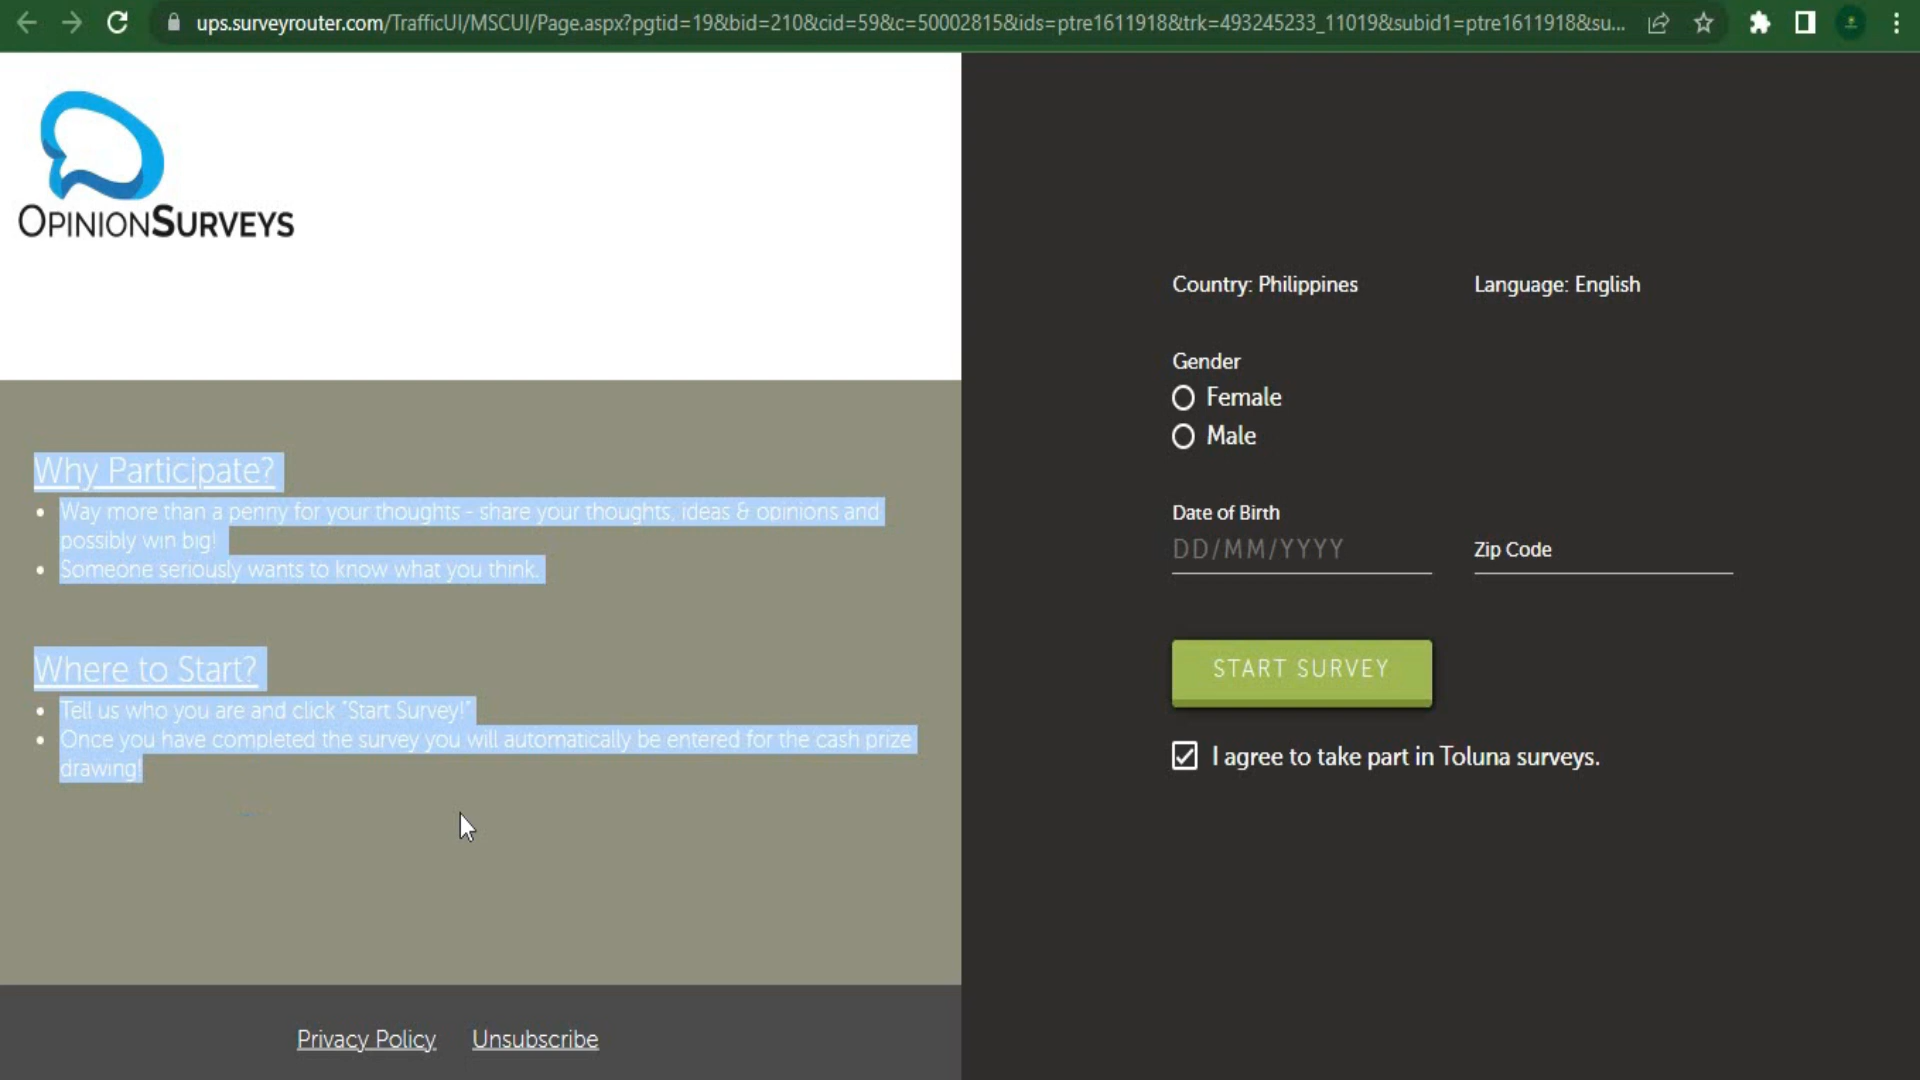 ups.surveyrouter.com/TrafficUI/MSCUI/Page.aspx?pgtid=19&bid=210&cid=59&c=50002815&ids=ptre1611918&trk=493245233_11019&subid1=ptre1611918&su...
OPINIONSURVEYS
Country: Philippines Language: English
Gender
Female
Male
Why Participate?
Way more than a penny for your thoughts - share your thoughts, ideas & opinions and
possibly win big!
Someone seriously wants to know what you think.
Date of Birth
DD/MM/YYYY Zip Code
Where to Start?
Tell us who you are and click "Start Survey!"
Once you have completed the survey you will automatically be entered for the cash prize
drawing!
START SURVEY
I agree to take part in Toluna surveys.
Privacy Policy Unsubscribe